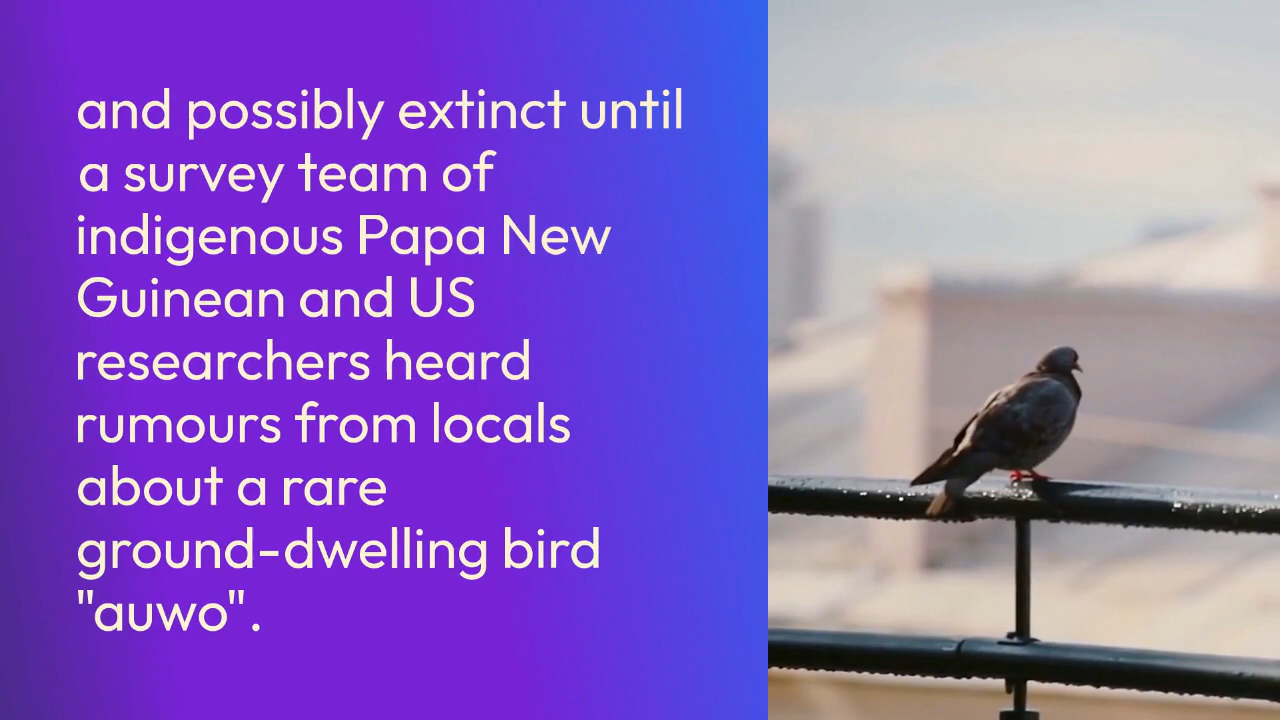 and possibly extinct until
a survey team of
indigenous Papa New
Guinean and US
researchers heard
rumours from locals
about a rare
ground-dwelling bird
"auwo".